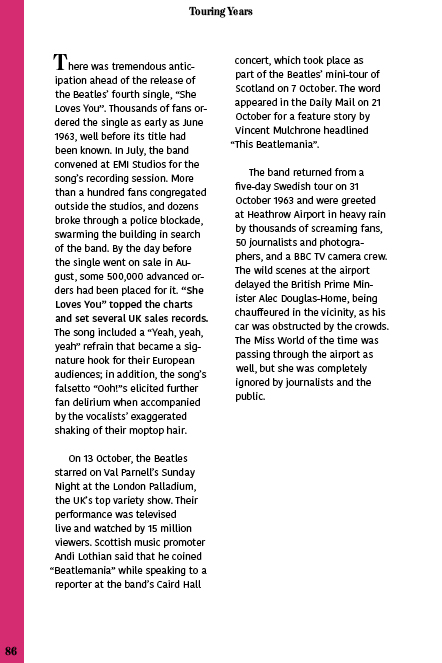 Touring Years
There was tremendous antic-
ipation ahead of the release of
the Beatles’ fourth single, “She
Loves You”. Thousands of fans or-
dered the single as early as June
1963, well before its title had
been known. In July, the band
convened at EMI Studios for the
song’s recording session. More
than a hundred fans congregated
outside the studios, and dozens
broke through a police blockade,
swarming the building in search
of the band. By the day before
the single went on sale in Au-
gust, some 500,000 advanced or-
ders had been placed for it. “She
Loves You” topped the charts
and set several UK sales records.
The song included a “Yeah, yeah,
yeah” refrain that became a sig-
nature hook for their European
audiences; in addition, the song’s
falsetto “Ooh!”s elicited further
fan delirium when accompanied
by the vocalists’ exaggerated
shaking of their moptop hair.
On 13 October, the Beatles
starred on Val Parnell’s Sunday
Night at the London Palladium,
the UK’s top variety show. Their
performance was televised
live and watched by 15 million
viewers. Scottish music promoter
Andi Lothian said that he coined
“Beatlemania” while speaking to a
reporter at the band’s Caird Hall
concert, which took place as
part of the Beatles’ mini-tour of
Scotland on 7 October. The word
appeared in the Daily Mail on 21
October for a feature story by
Vincent Mulchrone headlined
“This Beatlemania”.
The band returned from a
five-day Swedish tour on 31
October 1963 and were greeted
at Heathrow Airport in heavy rain
by thousands of screaming fans,
50 journalists and photogra-
phers, and a BBC TV camera crew.
The wild scenes at the airport
delayed the British Prime Min-
ister Alec Douglas-Home, being
chauffeured in the vicinity, as his
car was obstructed by the crowds.
The Miss World of the time was
passing through the airport as
well, but she was completely
ignored by journalists and the
public.
86